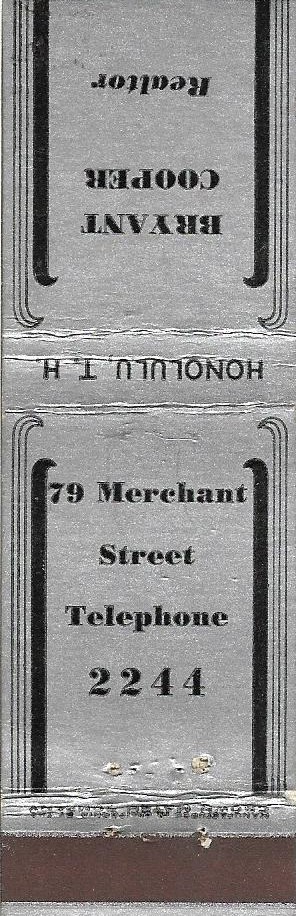 BRYANT
COOPER
Realtor
HONOLULU, T. H.
79 Merchant
Street
Telephone
2244